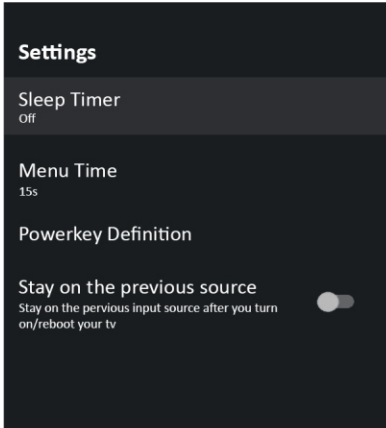 Settings
Sleep Timer
Off
Menu Time
15s
Powerkey Definition
Stay on the previous source
Stay on the pervious input source after you turn
on/reboot your tv